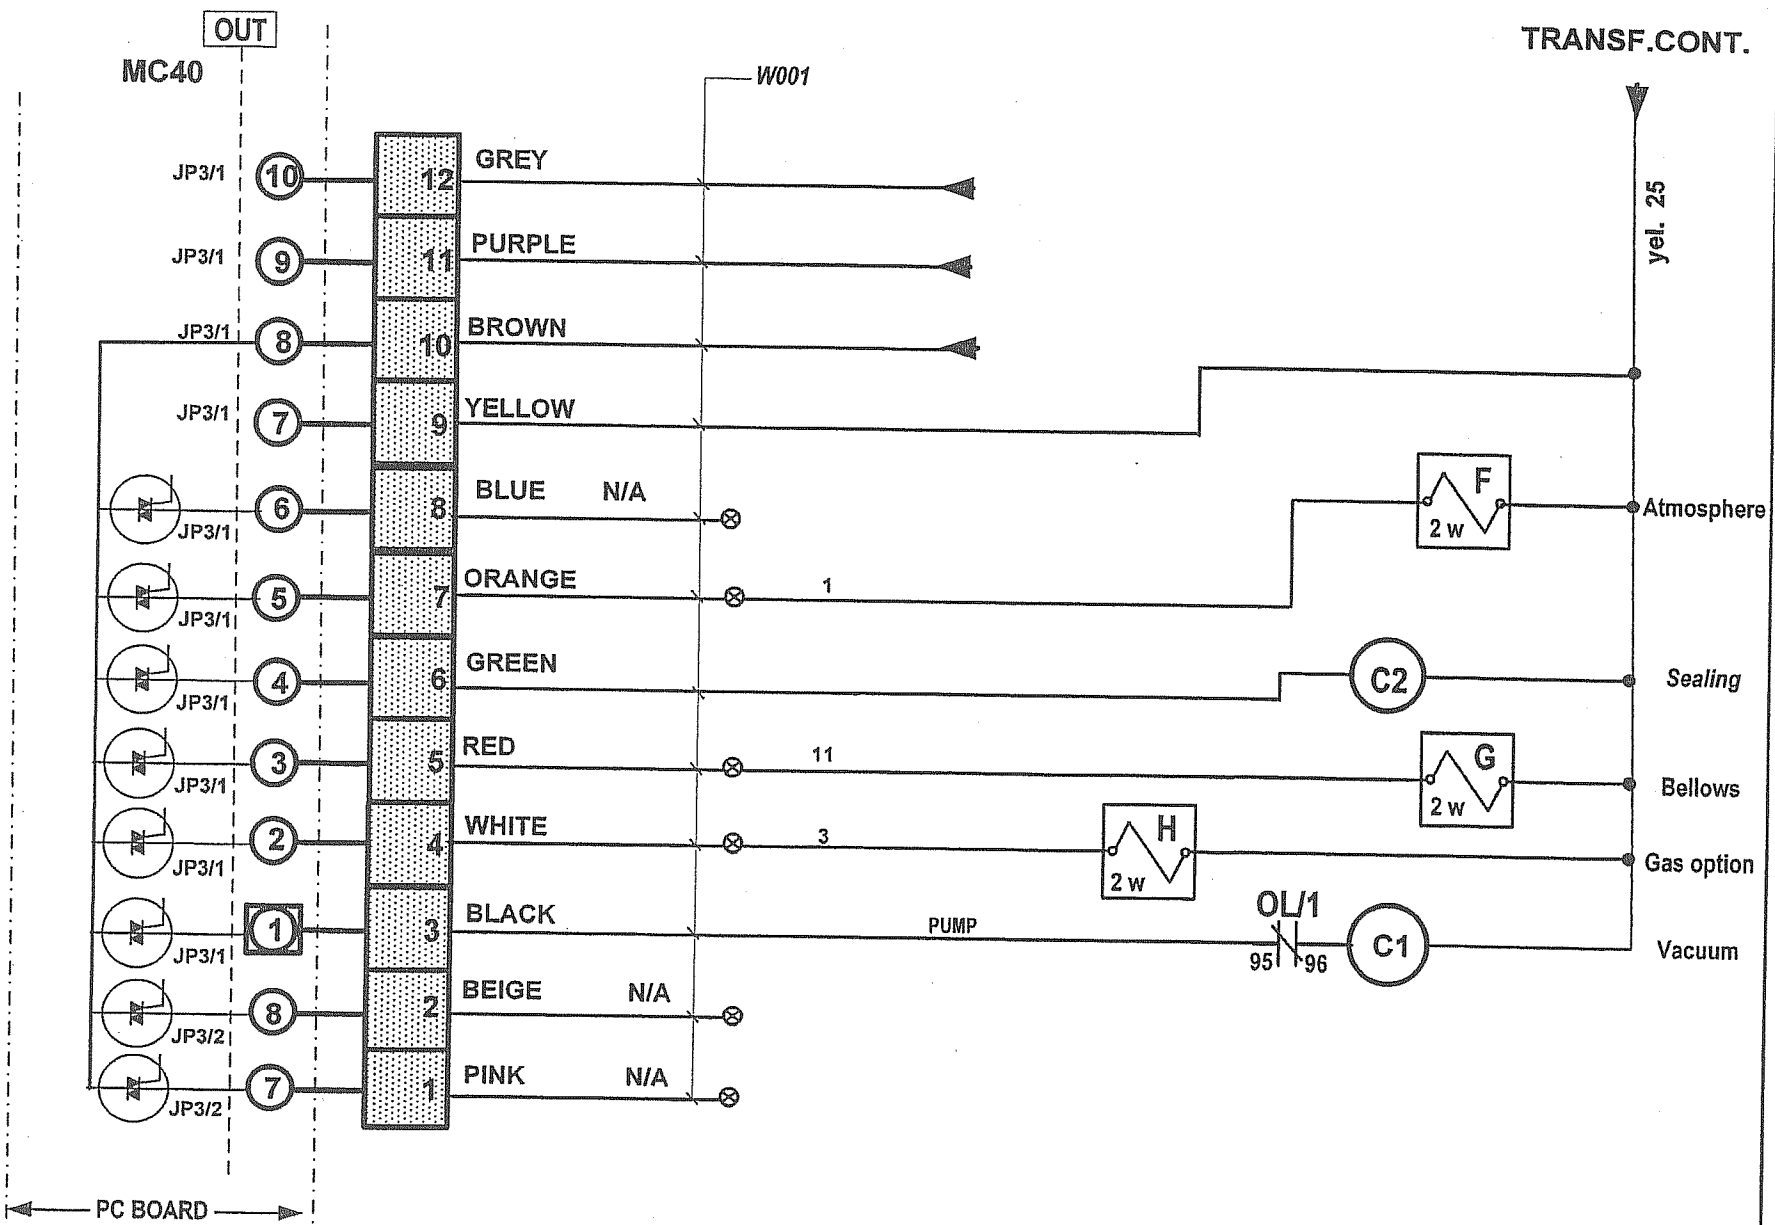 OUT
TRANSF.CONT.
MC40
W001
JP3/1 10 12 GREY
yel. 25
JP3/1 9 11 PURPLE
JP3/1 8 10 BROWN
JP3/1 7 9 YELLOW
JP3/1 6 8 BLUE N/A
F 2 w Atmosphere
JP3/1 5 7 ORANGE 1
JP3/1 4 6 GREEN C2 Sealing
JP3/1 3 5 RED 11 G 2 w Bellows
JP3/1 2 4 WHITE 3 H 2 w Gas option
JP3/1 1 3 BLACK PUMP OL/1 95 96 C1 Vacuum
JP3/2 8 2 BEIGE N/A
JP3/2 7 1 PINK N/A
PC BOARD